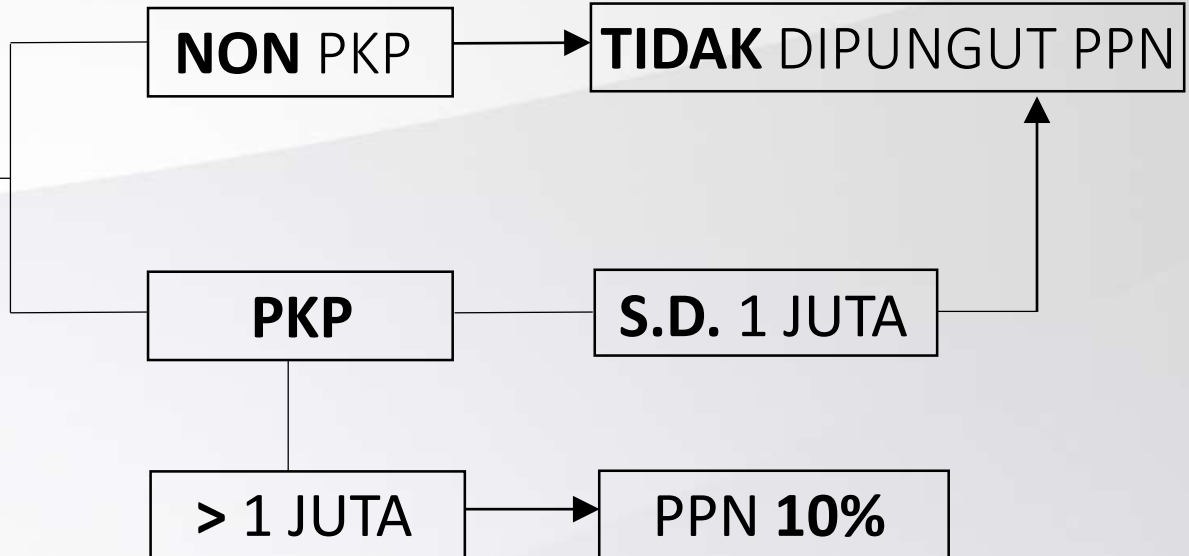 NON PKP
TIDAK DIPUNGUT PPN
PKP
S.D. 1 JUTA
> 1 JUTA
PPN 10%